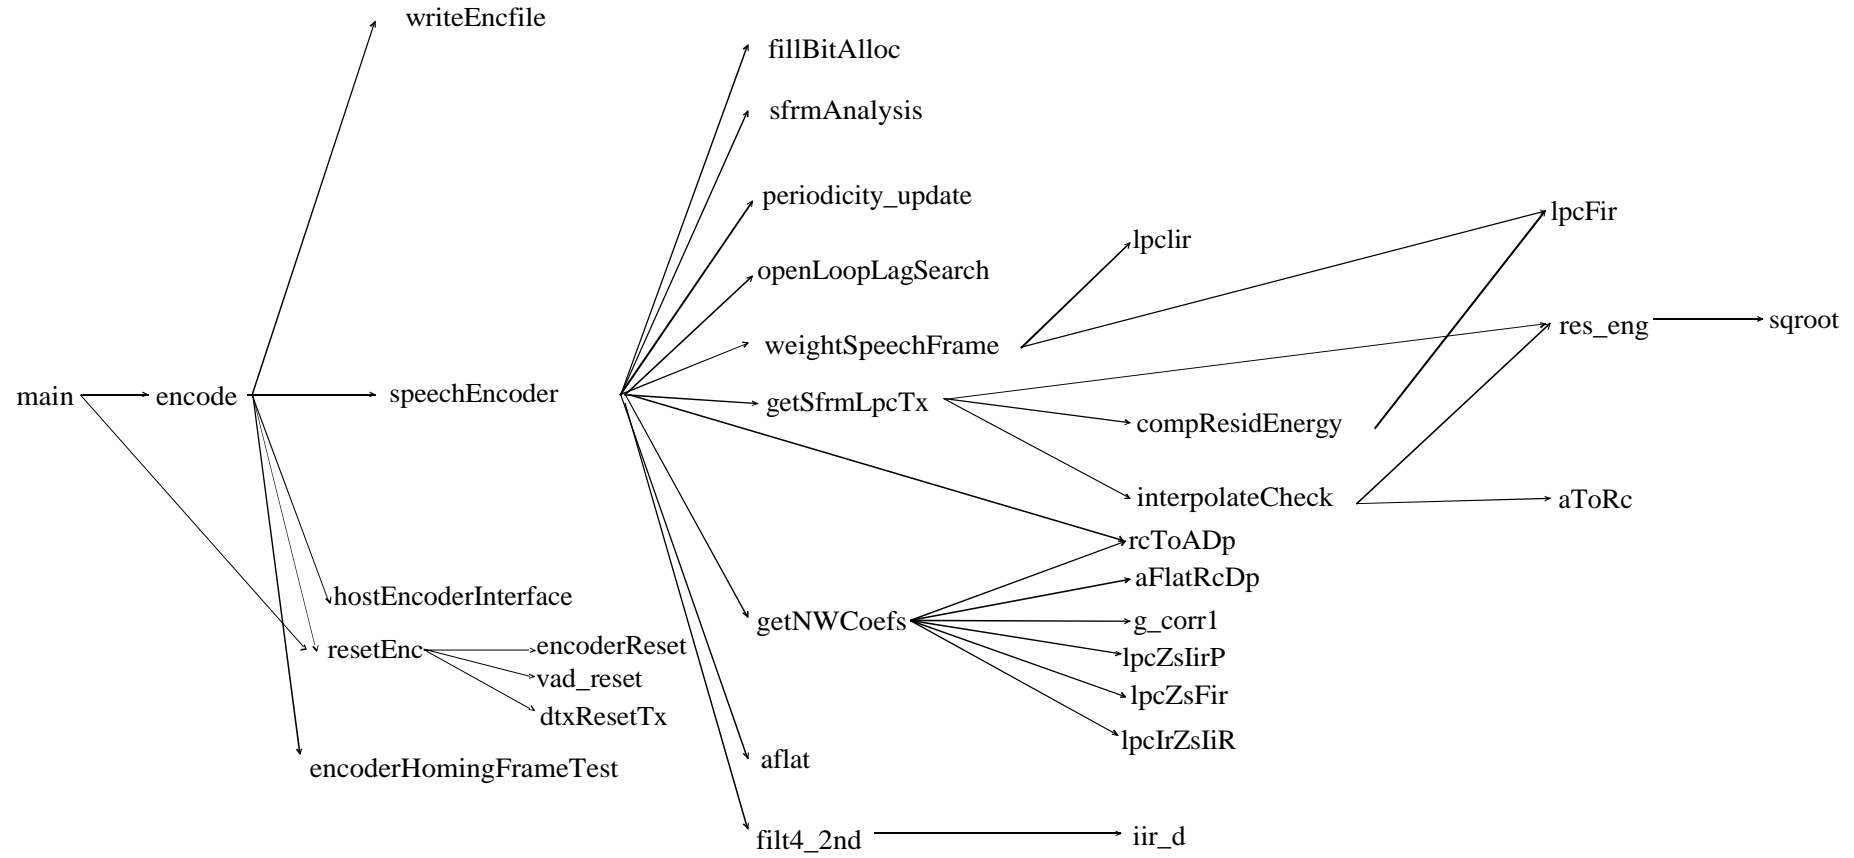 writeEncfile
fillBitAlloc
sfrmAnalysis
periodicity_update
lpcFir
lpclir
openLoopLagSearch
res_eng
sqroot
weightSpeechFrame
main
encode
speechEncoder
getSfrmLpcTx
compResidEnergy
interpolateCheck
aToRc
rcToADp
aFlatRcDp
hostEncoderInterface
getNWCoefs
g_corr1
resetEnc
encoderReset
lpcZsIirP
vad_reset
lpcZsFir
dtxResetTx
lpcIrZsIiR
encoderHomingFrameTest
aflat
filt4_2nd
iir_d